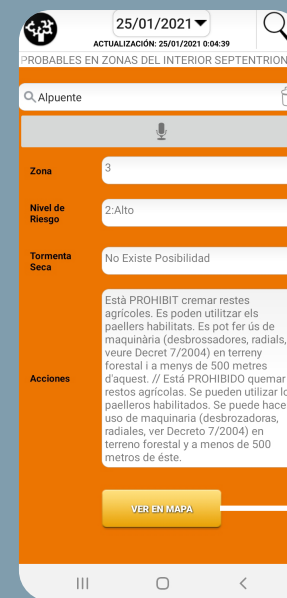 25/01/2021
ACTUALIZACIÓN: 25/01/2021 0:04:39
PROBABLES EN ZONAS DEL INTERIOR SEPTENTRION
Alpuente
Zona
3
Nivel de
Riesgo
2:Alto
Tormenta
Seca
No Existe Posibilidad
Acciones
Està PROHIBIT cremar restes
agrícoles. Es poden utilitzar els
paellers habilitats. Es pot fer ús de
maquinària (desbrossadores, radials,
veure Decret 7/2004) en terreny
forestal i a menys de 500 metres
d'aquest. // Está PROHIBIDO quemar
restos agrícolas. Se pueden utilizar lo
paelleros habilitados. Se puede hace
uso de maquinaria (desbrozadoras,
radiales, ver Decreto 7/2004) en
terreno forestal y a menos de 500
metros de éste.
VER EN MAPA